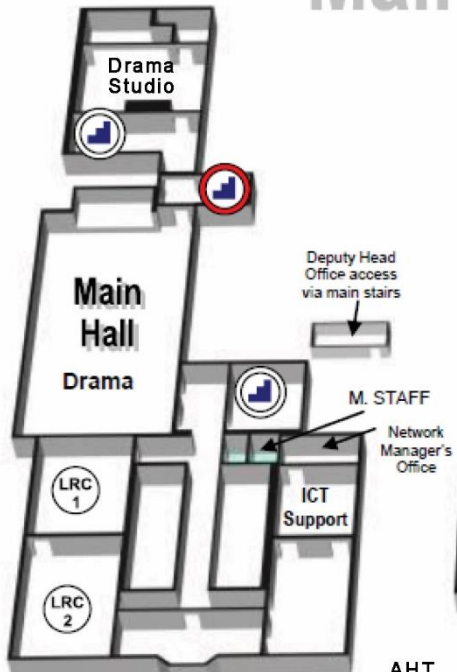 Main
Drama
Studio
Deputy Head
Office access
via main stairs
Main
Hall
Drama
M. STAFF
Network
Manager's
Office
LRC
1
ICT
Support
LRC
2
AHT